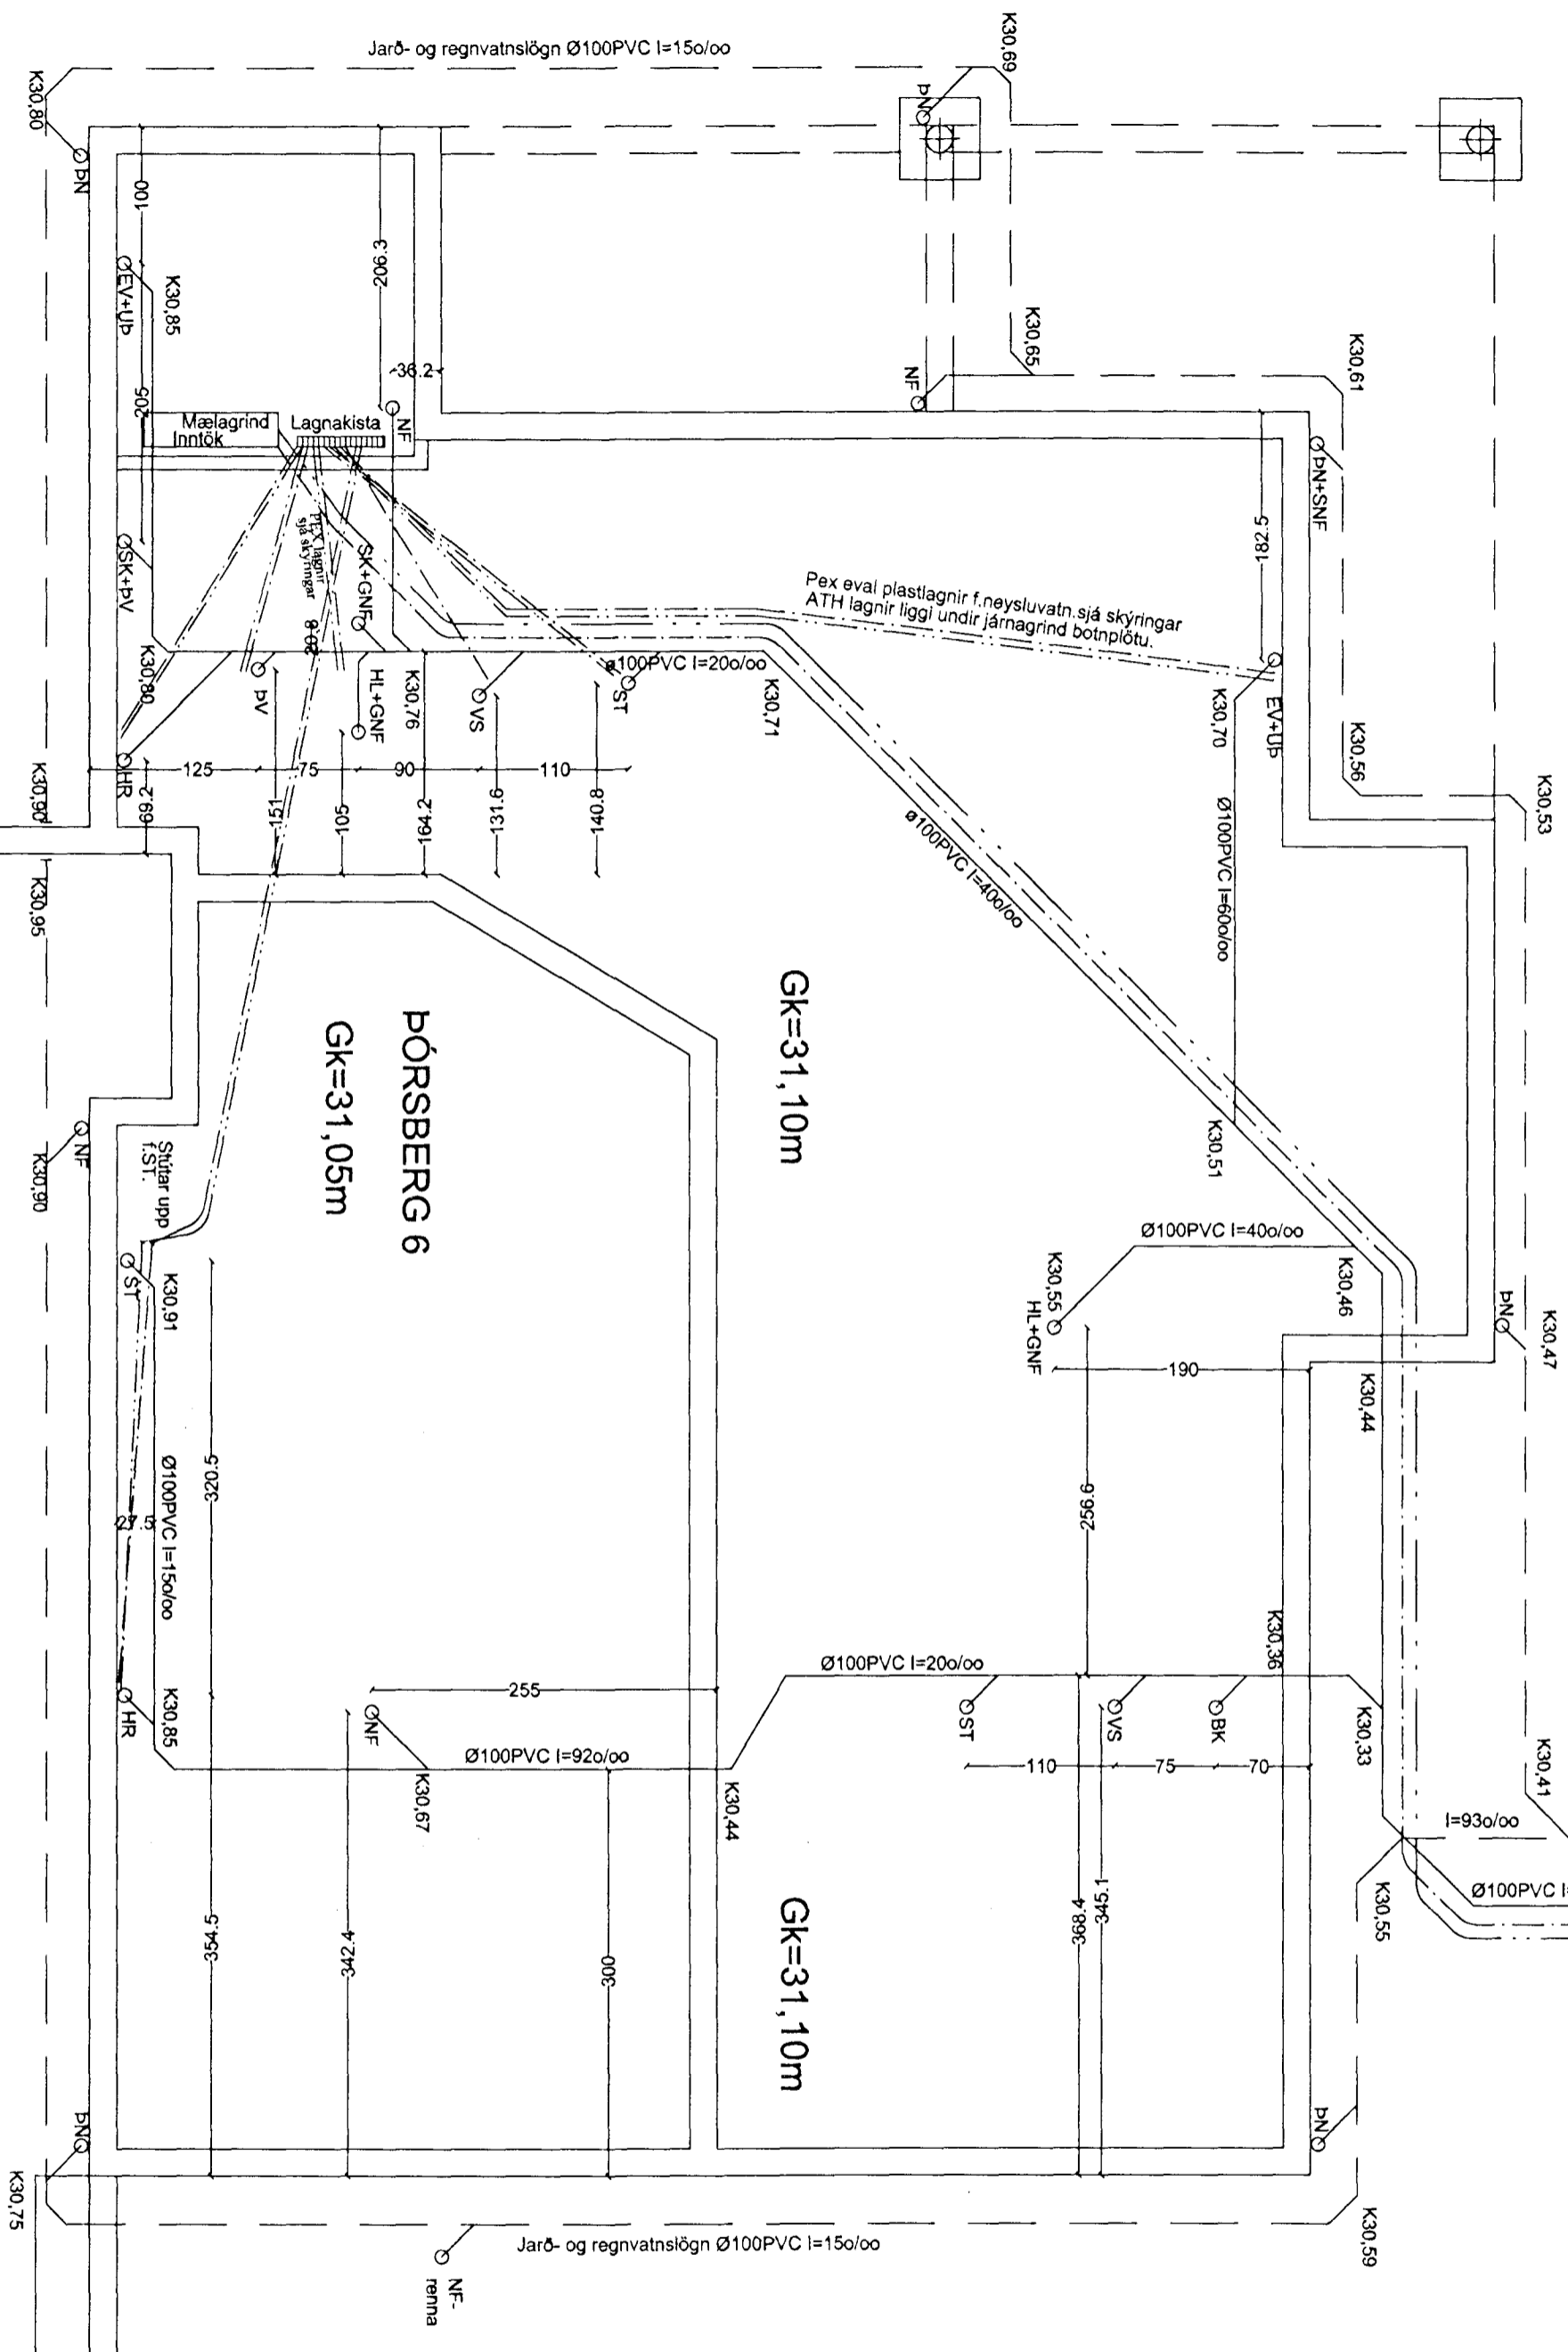 Jarð- og regnvatnslögn Ø100PVC I=15o/oo
K30,69
K30,80
ÞN
ÞN
100
206.3
K30,85
EV+UÞ
K30,65
K30,61
36.2
NF
NF
205
Mælagrind
Inntök
Lagnakista
ÞN+SNF
182.5
K30,53
K30,56
PEX lagnir
sjá skýringar
SK+GNF
SK+ÞV
Pex eval plastlagnir f.neysluvatn.sjá skýringar
ATH lagnir liggi undir járnagrind botnplötu.
K30,80
ÞV
HL+GNF
K30,76
VS
ST
ø100PVC I=20o/oo
K30,71
K30,70
EV+UÞ
HR
125
75
90
110
K30,90
69.2
151
105
164.2
131.6
140.8
Ø100PVC I=60o/oo
K30,95
ø100PVC I=40o/oo
Gk=31,10m
ÞÓRSBERG 6
Gk=31,05m
NF
K30,90
Stútar upp
f.ST.
K30,51
Ø100PVC I=40o/oo
K30,46
K30,55
HL+GNF
ÞN
K30,47
ST
K30,91
190
K30,44
320.5
256.6
27.5
Ø100PVC I=15o/oo
K30,36
Ø100PVC I=20o/oo
255
HR
K30,85
NF
ST
VS
BK
K30,33
Ø100PVC I=92o/oo
110
75
70
K30,67
K30,44
K30,41
I=93o/oo
Ø100PVC I=
K30,55
354.5
342.4
300
368.4
345.1
Gk=31,10m
ÞN
ÞN
K30,75
K30,59
Jarð- og regnvatnslögn Ø100PVC I=15o/oo
NF-
renna